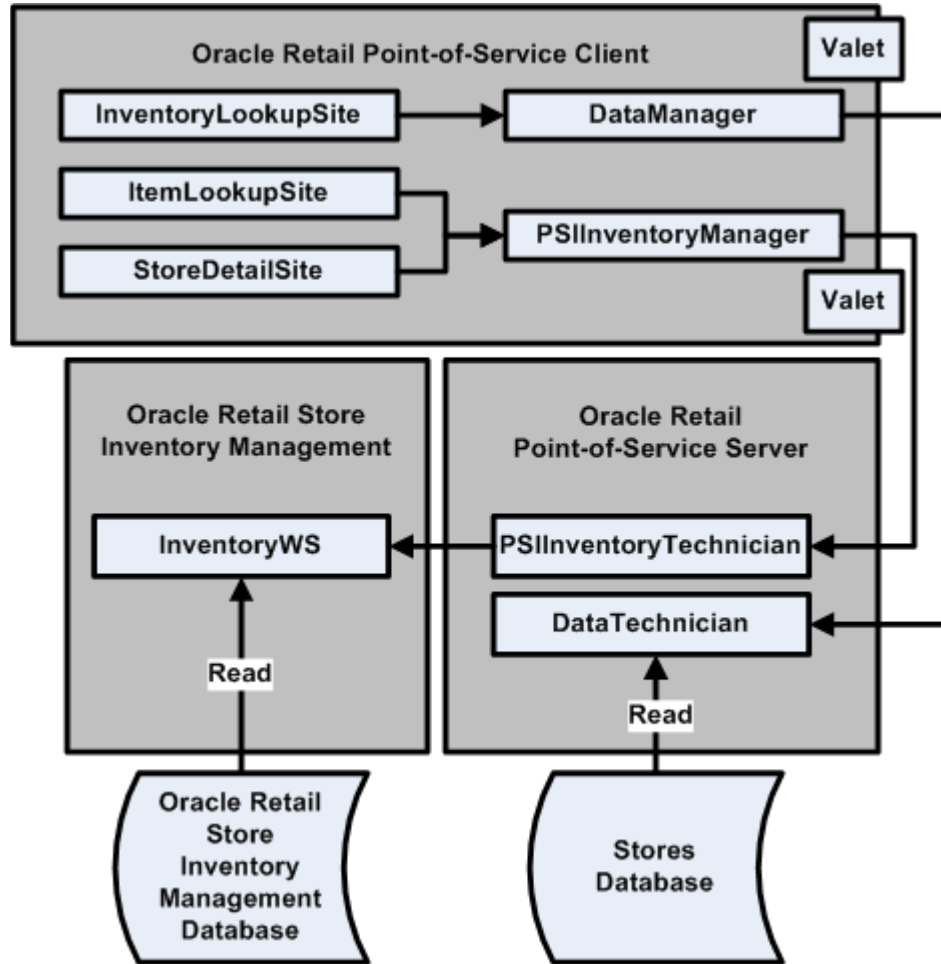 Valet
Oracle Retail Point-of-Service Client
InventoryLookupSite
DataManager
ItemLookupSite
PSIInventoryManager
StoreDetailSite
Valet
Oracle Retail Store
Inventory Management
Oracle Retail
Point-of-Service Server
InventoryWS
PSIInventoryTechnician
DataTechnician
Read
Read
Oracle Retail
Store
Inventory
Management
Database
Stores
Database